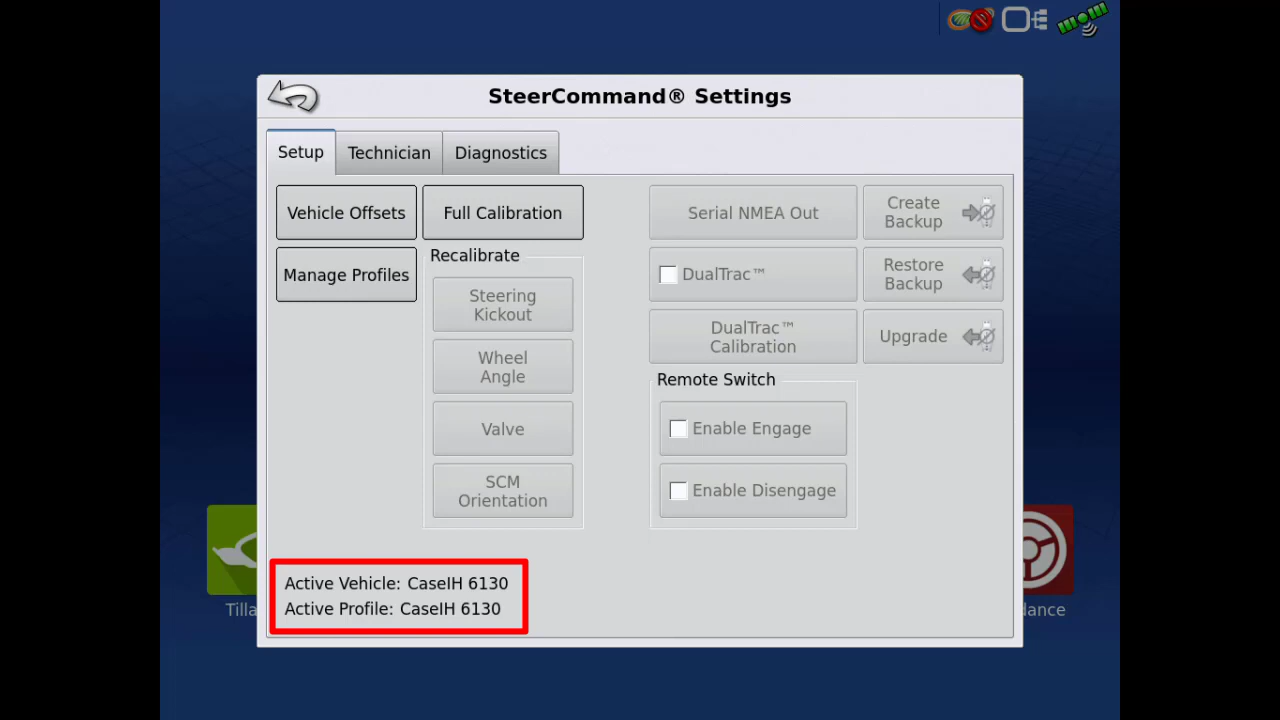 SteerCommand® Settings
Setup
Technician
Diagnostics
Vehicle Offsets
Full Calibration
Serial NMEA Out
Create
Backup
Manage Profiles
Recalibrate
Steering
Kickout
Wheel
Angle
Valve
SCM
Orientation
DualTrac™
Restore
Backup
DualTrac™
Calibration
Upgrade
Remote Switch
Enable Engage
Enable Disengage
Active Vehicle: CaseIH 6130
Active Profile: CaseIH 6130
Tilla
dance